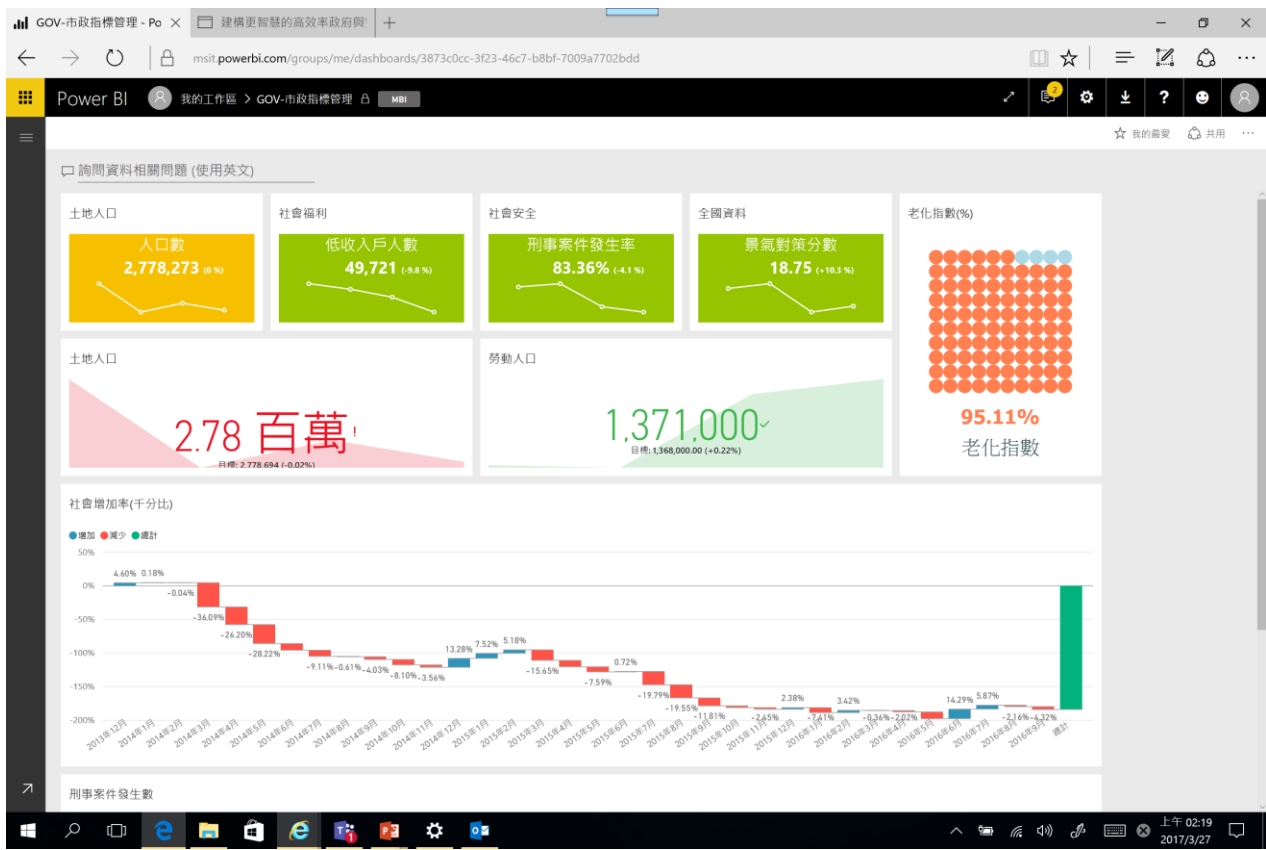 GOV-市政指標管理 - Po
建構更智慧的高效率政府與
msit.powerbi.com/groups/me/dashboards/3873c0cc-3f23-46c7-b8bf-7009a7702bdd
Power BI 我的工作區 > GOV-市政指標管理 MBI
2
?
我的最愛 共用
詢問資料相關問題 (使用英文)
土地人口
人口數
2,778,273 (0 %)
社會福利
低收入戶人數
49,721 (-9.8 %)
社會安全
刑事案件發生率
83.36% (-4.1 %)
全國資料
景氣對策分數
18.75 (+10.3 %)
老化指數(%)
95.11%
老化指數
土地人口
2.78 百萬!
目標: 2,778,694 (-0.02%)
勞動人口
1,371,000
目標: 1,368,000.00 (+0.22%)
社會增加率(千分比)
增加 減少 總計
50%
0%
-50%
-100%
-150%
-200%
4.60% 0.18%
-0.04%
-36.09%
-26.20%
-28.22%
-9.11% -0.61% -4.03%
-8.10% -3.56%
13.28% 7.52% 5.18%
-15.65%
-7.59%
0.72%
-19.79%
-19.55%
-11.81%
-2.45%
2.38%
-7.41%
3.42%
-0.36% -2.02%
14.29% 5.87%
-2.16% -4.32%
2013年12月 2014年1月 2014年2月 2014年3月 2014年4月 2014年5月 2014年6月 2014年7月 2014年8月 2014年9月 2014年10月 2014年11月 2014年12月 2015年1月 2015年2月 2015年3月 2015年4月 2015年5月 2015年6月 2015年7月 2015年8月 2015年9月 2015年10月 2015年11月 2015年12月 2016年1月 2016年2月 2016年3月 2016年4月 2016年5月 2016年6月 2016年7月 2016年8月 2016年9月 總計
刑事案件發生數
上午 02:19
2017/3/27